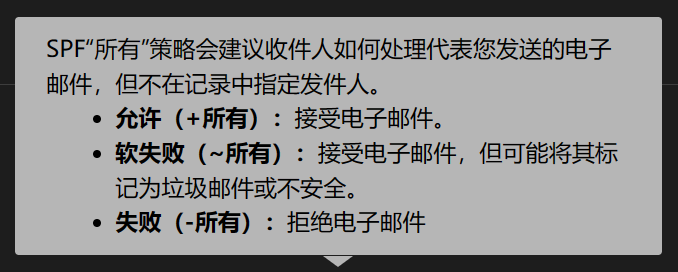 SPF“所有”策略会建议收件人如何处理代表您发送的电子
邮件，但不在记录中指定发件人。
• 允许（+所有）：接受电子邮件。
• 软失败（~所有）：接受电子邮件，但可能将其标
记为垃圾邮件或不安全。
• 失败（-所有）：拒绝电子邮件